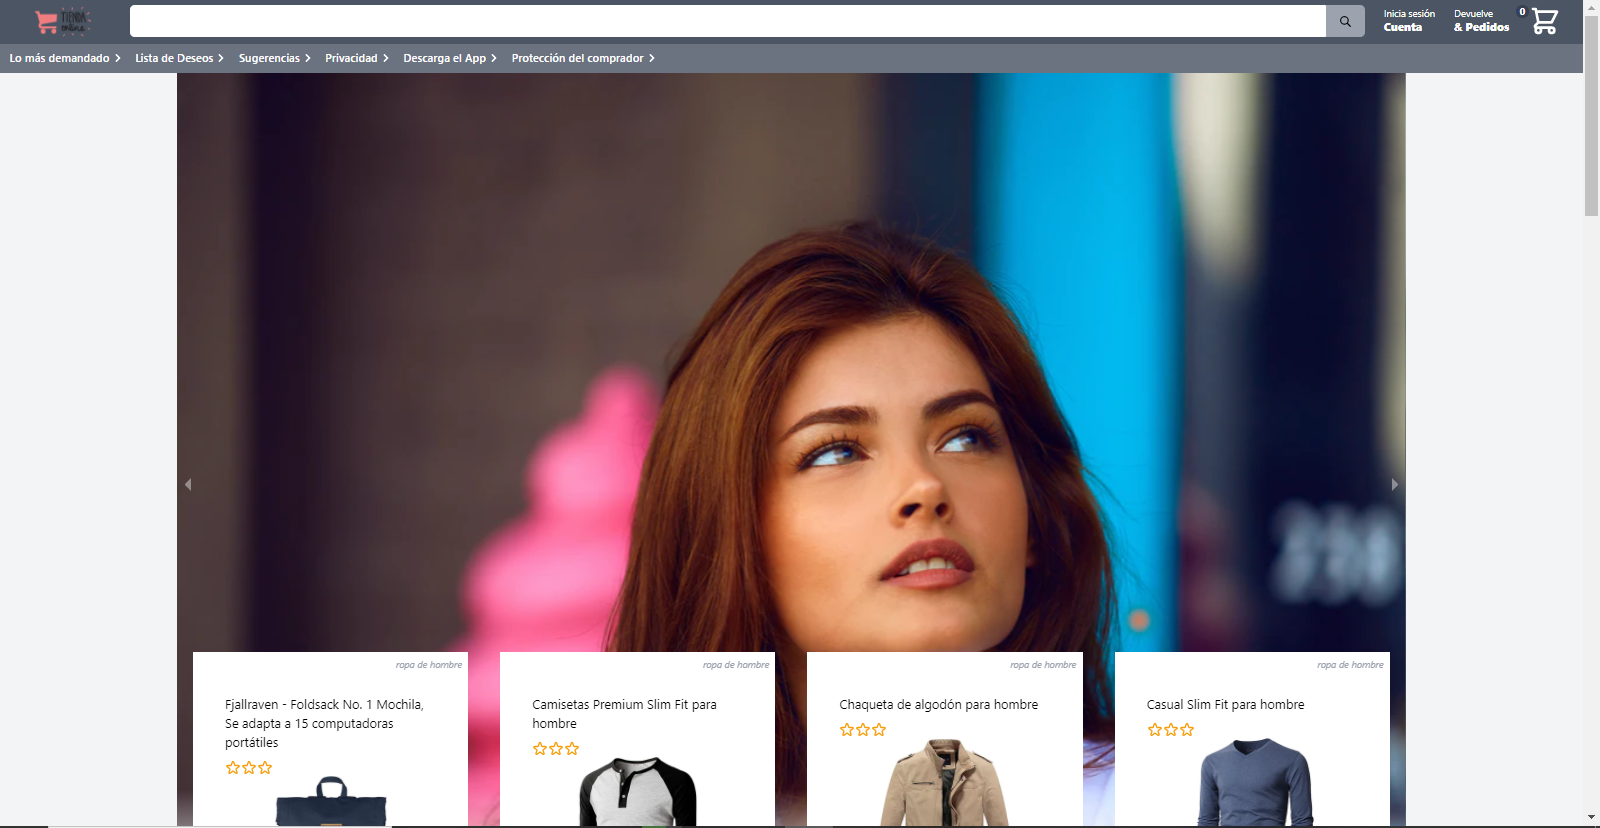 TIENDA
online
Inicia sesión
Cuenta
Devuelve
& Pedidos
0
Lo más demandado
Lista de Deseos
Sugerencias
Privacidad
Descarga el App
Protección del comprador
ropa de hombre
Fjallraven - Foldsack No. 1 Mochila,
Se adapta a 15 computadoras
portátiles
ropa de hombre
Camisetas Premium Slim Fit para
hombre
ropa de hombre
Chaqueta de algodón para hombre
ropa de hombre
Casual Slim Fit para hombre